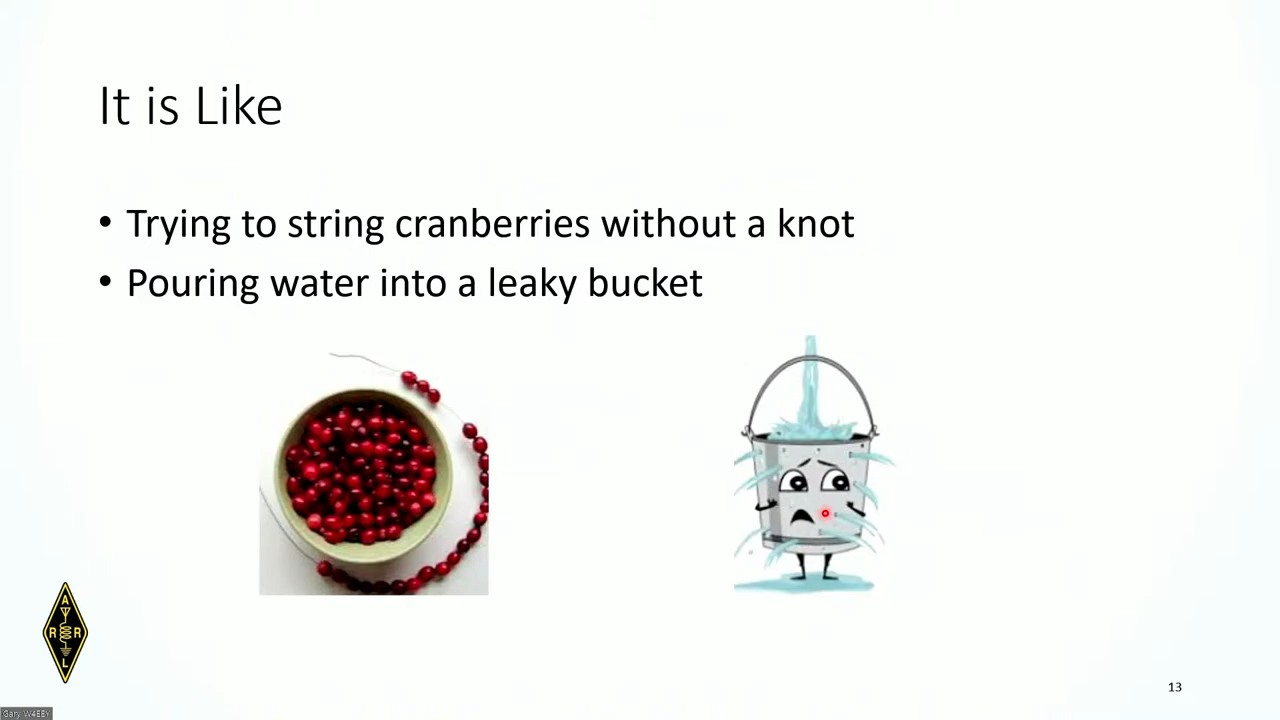 It is Like
• Trying to string cranberries without a knot
• Pouring water into a leaky bucket
A
R R
L
13
Gary W4EEY